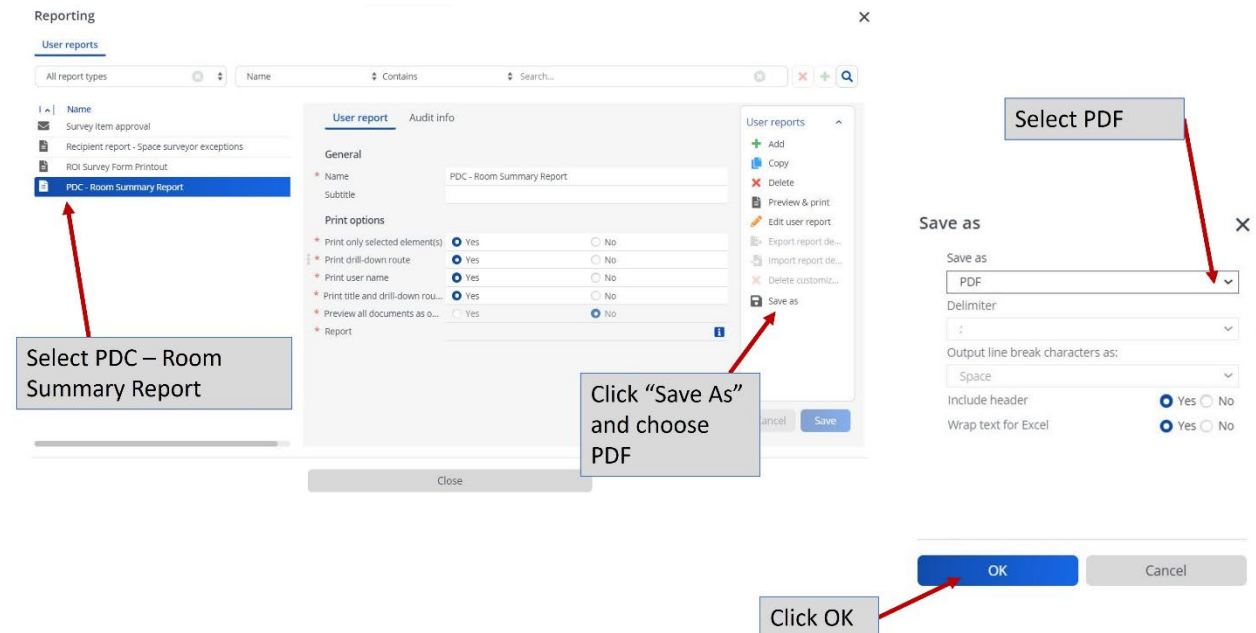 Reporting
User reports
All report types Name Contains Search...
Name
Survey item approval
Recipient report - Space surveyor exceptions
ROI Survey Form Printout
PDC - Room Summary Report
User report Audit info
General
* Name PDC - Room Summary Report
Subtitle
Print options
* Print only selected element(s) Yes No
* Print drill-down route Yes No
* Print user name Yes No
* Print title and drill-down rou... Yes No
* Preview all documents as o... Yes No
* Report
User reports
Add
Copy
Delete
Preview & print
Edit user report
Export report de...
Import report de...
Delete customiz...
Save as
ancel Save
Close
Select PDC – Room
Summary Report
Click “Save As”
and choose
PDF
Select PDF
Save as
Save as
PDF
Delimiter
Output line break characters as:
Space
Include header Yes No
Wrap text for Excel Yes No
OK Cancel
Click OK